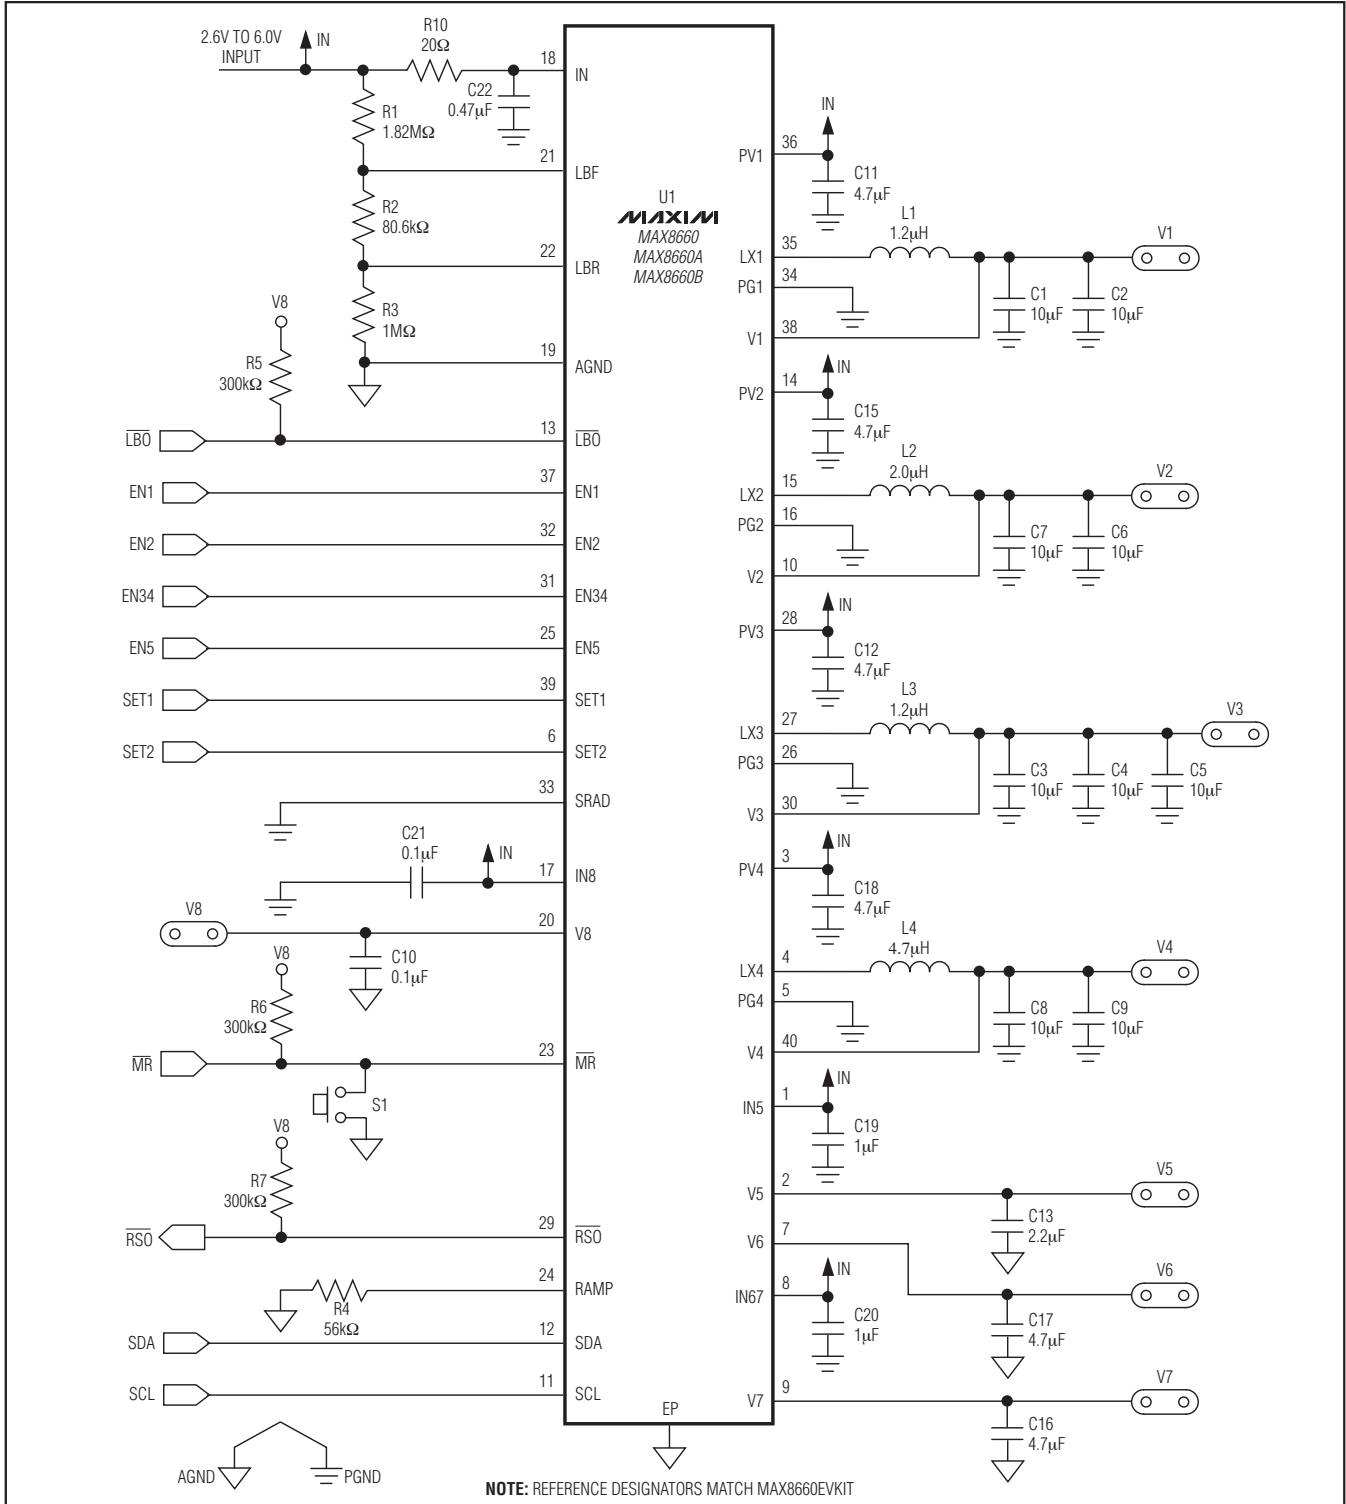 2.6V TO 6.0V
INPUT
IN
R10
20Ω
18
IN
C22
0.47µF
R1
1.82MΩ
21
LBF
R2
80.6kΩ
22
LBR
R3
1MΩ
19
AGND
V8
R5
300kΩ
LBO
13
LBO
EN1
37
EN1
EN2
32
EN2
EN34
31
EN34
EN5
25
EN5
SET1
39
SET1
SET2
6
SET2
33
SRAD
C21
0.1µF
IN
17
IN8
V8
20
V8
C10
0.1µF
V8
R6
300kΩ
MR
23
MR
S1
V8
R7
300kΩ
RSO
29
RSO
24
RAMP
R4
56kΩ
SDA
12
SDA
SCL
11
SCL
AGND
PGND
U1
MAXIM
MAX8660
MAX8660A
MAX8660B
EP
IN
PV1
36
C11
4.7µF
LX1
35
L1
1.2µH
V1
PG1
34
C1
10µF
C2
10µF
V1
38
IN
PV2
14
C15
4.7µF
LX2
15
L2
2.0µH
V2
PG2
16
C7
10µF
C6
10µF
V2
10
IN
PV3
28
C12
4.7µF
LX3
27
L3
1.2µH
V3
PG3
26
C3
10µF
C4
10µF
C5
10µF
V3
30
IN
PV4
3
C18
4.7µF
LX4
4
L4
4.7µH
V4
PG4
5
C8
10µF
C9
10µF
V4
40
IN
IN5
1
C19
1µF
V5
2
V5
C13
2.2µF
V6
7
V6
IN
IN67
8
C20
1µF
C17
4.7µF
V7
9
V7
C16
4.7µF
NOTE: REFERENCE DESIGNATORS MATCH MAX8660EVKIT